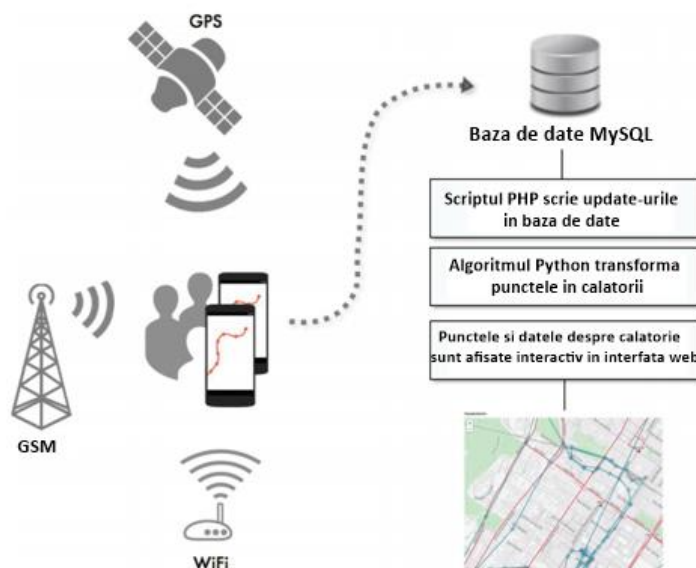 GPS
Baza de date MySQL
Scriptul PHP scrie update-urile
in baza de date
Algoritmul Python transforma
punctele in calatorii
Punctele si datele despre calatorie
sunt afisate interactiv in interfata web
GSM
WiFi